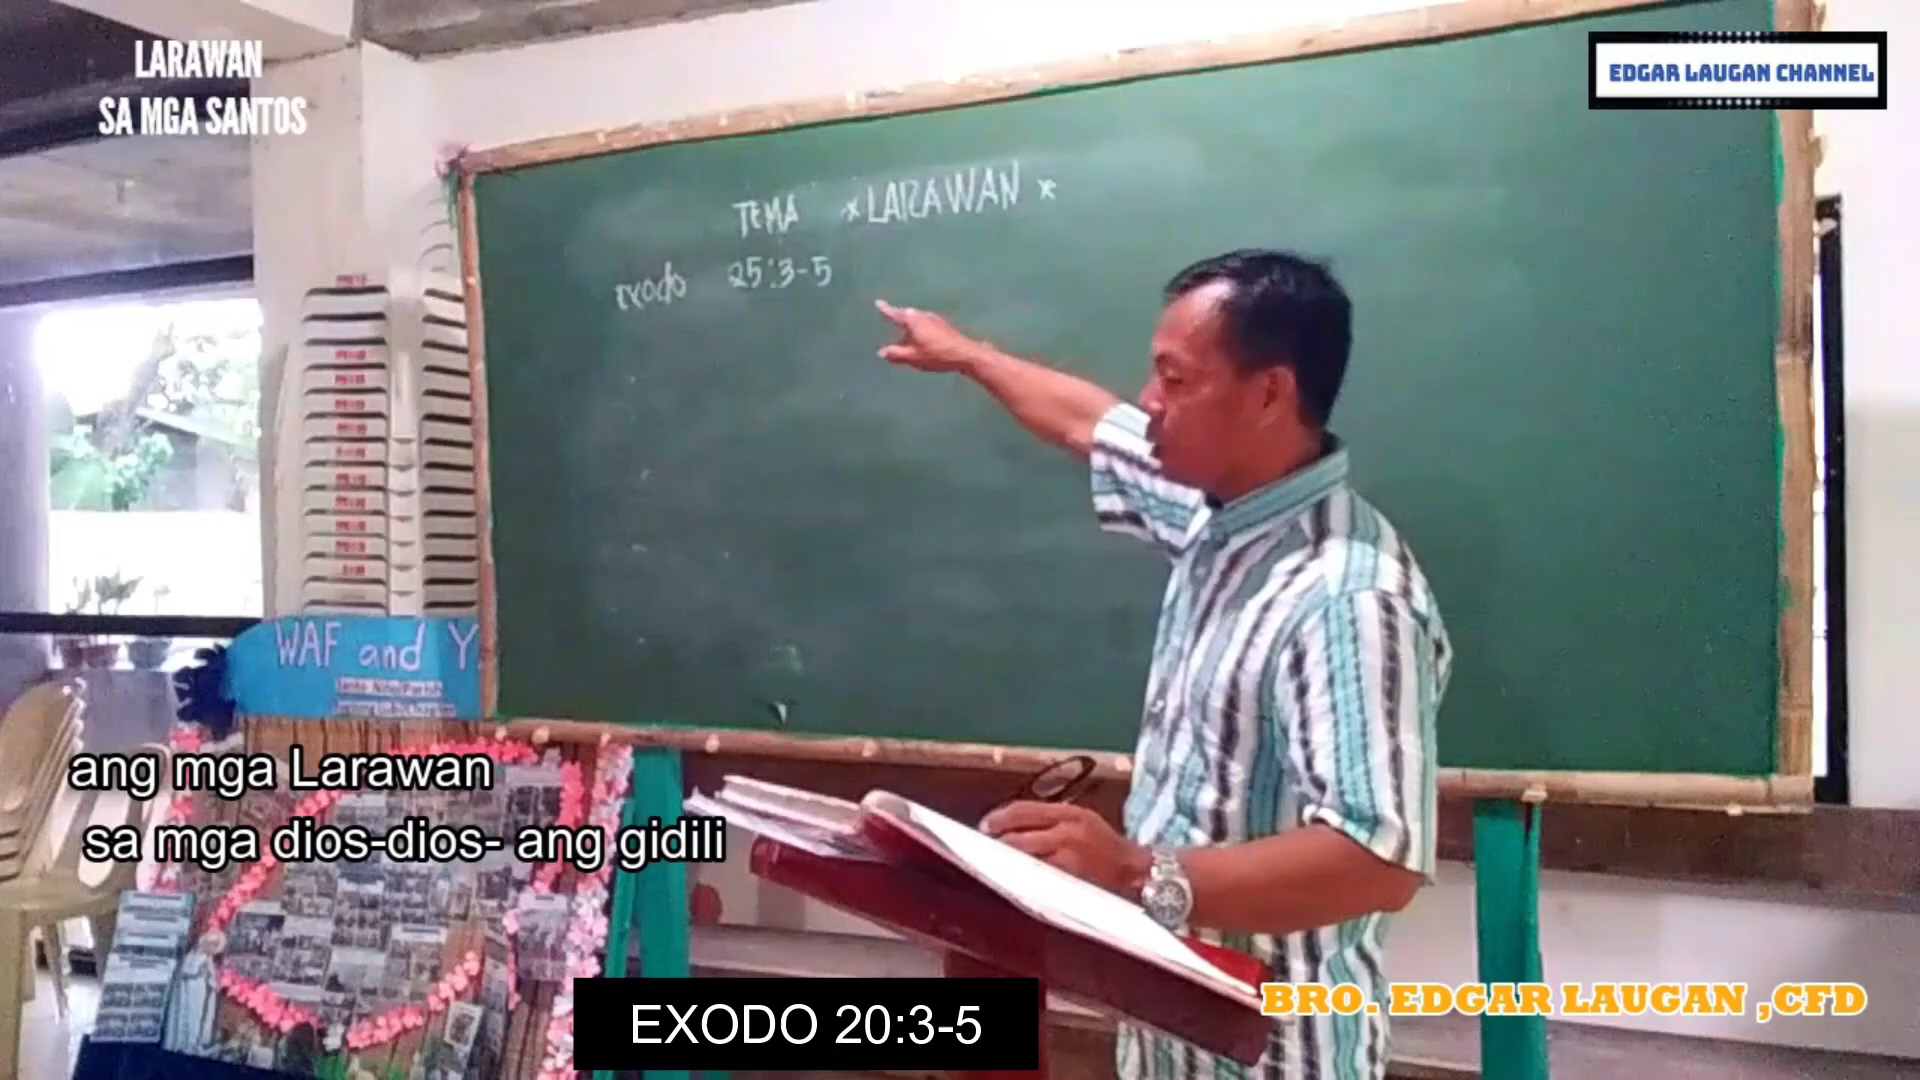 LARAWAN
SA MGA SANTOS
EDGAR LAUGAN CHANNEL
TEMA * LARAWAN *
EXODO 25:3-5
WAF and Y
ang mga Larawan
sa mga dios-dios- ang gidili
EXODO 20:3-5
BRO. EDGAR LAUGAN ,CFD